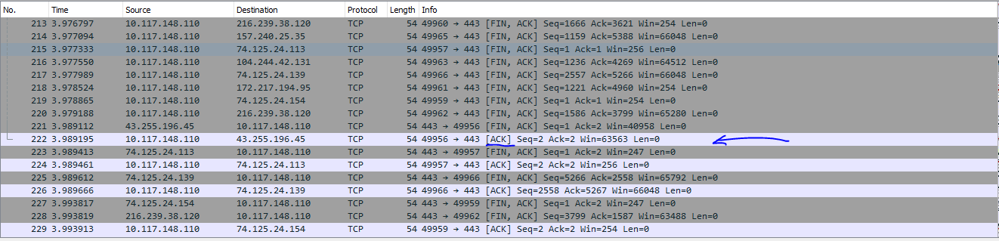 No. Time Source Destination Protocol Length Info
213 3.976797 10.117.148.110 216.239.38.120 TCP 54 49960 → 443 [FIN, ACK] Seq=1666 Ack=3621 Win=254 Len=0
214 3.977094 10.117.148.110 157.240.25.35 TCP 54 49965 → 443 [FIN, ACK] Seq=1159 Ack=5388 Win=66048 Len=0
215 3.977333 10.117.148.110 74.125.24.113 TCP 54 49957 → 443 [FIN, ACK] Seq=1 Ack=1 Win=256 Len=0
216 3.977550 10.117.148.110 104.244.42.131 TCP 54 49963 → 443 [FIN, ACK] Seq=1236 Ack=4269 Win=64512 Len=0
217 3.977989 10.117.148.110 74.125.24.139 TCP 54 49966 → 443 [FIN, ACK] Seq=2557 Ack=5266 Win=66048 Len=0
218 3.978524 10.117.148.110 172.217.194.95 TCP 54 49961 → 443 [FIN, ACK] Seq=1221 Ack=4960 Win=254 Len=0
219 3.978865 10.117.148.110 74.125.24.154 TCP 54 49959 → 443 [FIN, ACK] Seq=1 Ack=1 Win=254 Len=0
220 3.979188 10.117.148.110 216.239.38.120 TCP 54 49962 → 443 [FIN, ACK] Seq=1586 Ack=3799 Win=65280 Len=0
221 3.989112 43.255.196.45 10.117.148.110 TCP 54 443 → 49956 [FIN, ACK] Seq=1 Ack=2 Win=40958 Len=0
222 3.989195 10.117.148.110 43.255.196.45 TCP 54 49956 → 443 [ACK] Seq=2 Ack=2 Win=63563 Len=0
223 3.989413 74.125.24.113 10.117.148.110 TCP 54 443 → 49957 [FIN, ACK] Seq=1 Ack=2 Win=247 Len=0
224 3.989461 10.117.148.110 74.125.24.113 TCP 54 49957 → 443 [ACK] Seq=2 Ack=2 Win=256 Len=0
225 3.989612 74.125.24.139 10.117.148.110 TCP 54 443 → 49966 [FIN, ACK] Seq=5266 Ack=2558 Win=65792 Len=0
226 3.989666 10.117.148.110 74.125.24.139 TCP 54 49966 → 443 [ACK] Seq=2558 Ack=5267 Win=66048 Len=0
227 3.993817 74.125.24.154 10.117.148.110 TCP 54 443 → 49959 [FIN, ACK] Seq=1 Ack=2 Win=247 Len=0
228 3.993819 216.239.38.120 10.117.148.110 TCP 54 443 → 49962 [FIN, ACK] Seq=3799 Ack=1587 Win=63488 Len=0
229 3.993913 10.117.148.110 74.125.24.154 TCP 54 49959 → 443 [ACK] Seq=2 Ack=2 Win=254 Len=0